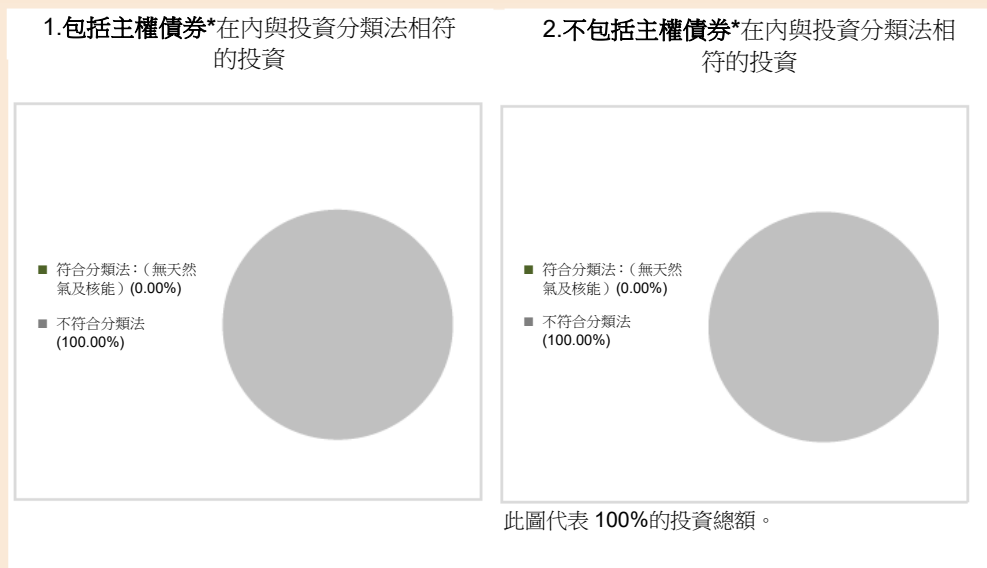 1.包括主權債券*在內與投資分類法相符
的投資
符合分類法：（無天然
氣及核能）(0.00%)
不符合分類法
(100.00%)
2.不包括主權債券*在內與投資分類法相
符的投資
符合分類法：（無天然
氣及核能）(0.00%)
不符合分類法
(100.00%)
此圖代表 100%的投資總額。